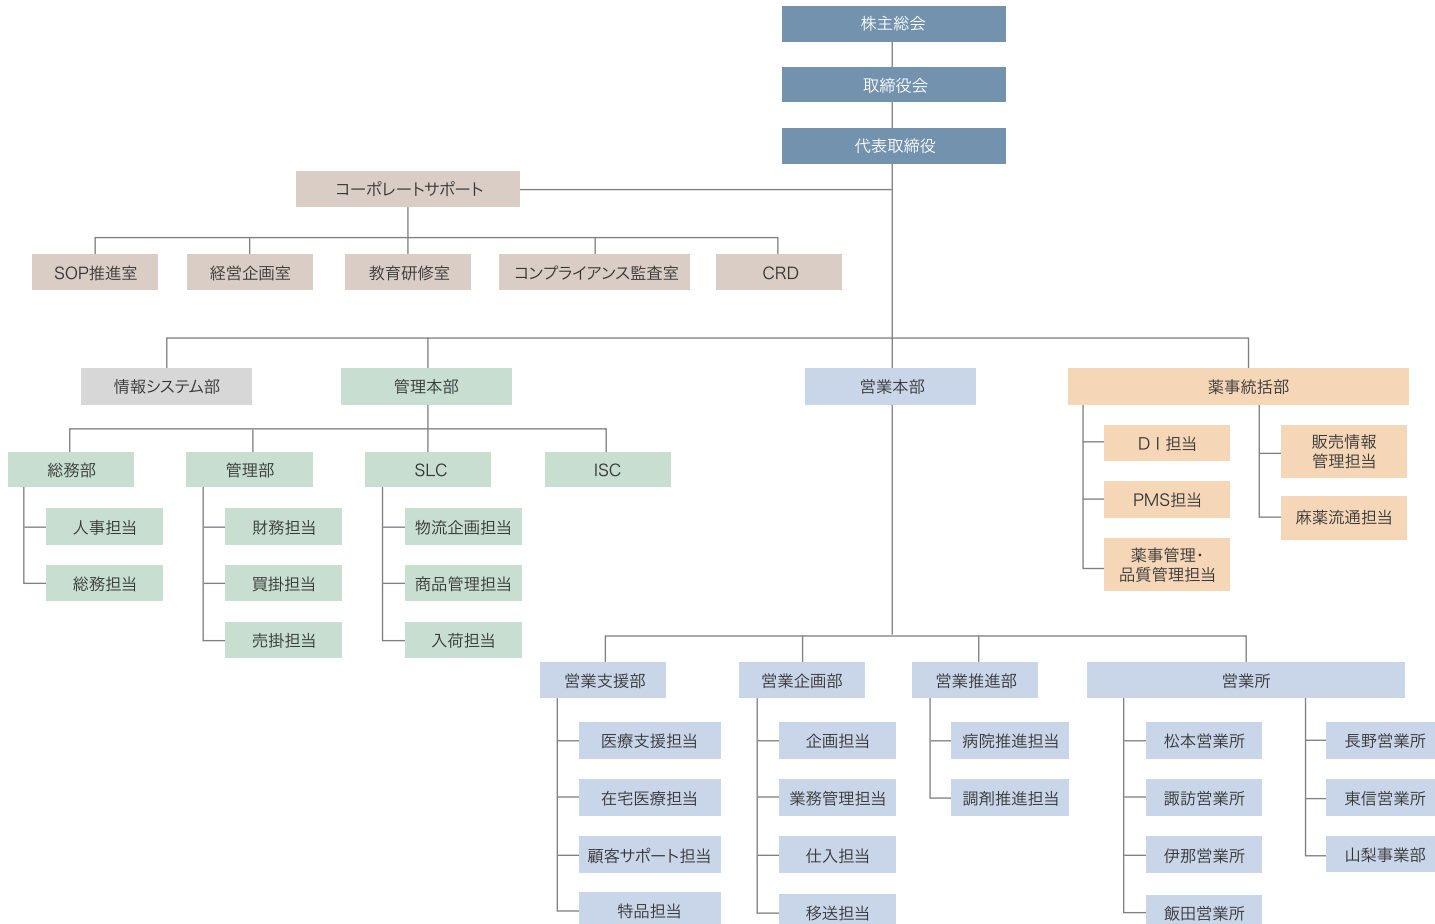 株主総会
取締役会
代表取締役
コーポレートサポート
SOP推進室
経営企画室
教育研修室
コンプライアンス監査室
CRD
情報システム部
管理本部
営業本部
薬事統括部
総務部
人事担当
総務担当
管理部
財務担当
買掛担当
売掛担当
SLC
物流企画担当
商品管理担当
入荷担当
ISC
DI担当
PMS担当
薬事管理・
品質管理担当
販売情報
管理担当
麻薬流通担当
営業支援部
医療支援担当
在宅医療担当
顧客サポート担当
特品担当
営業企画部
企画担当
業務管理担当
仕入担当
移送担当
営業推進部
病院推進担当
調剤推進担当
営業所
松本営業所
諏訪営業所
伊那営業所
飯田営業所
長野営業所
東信営業所
山梨事業部